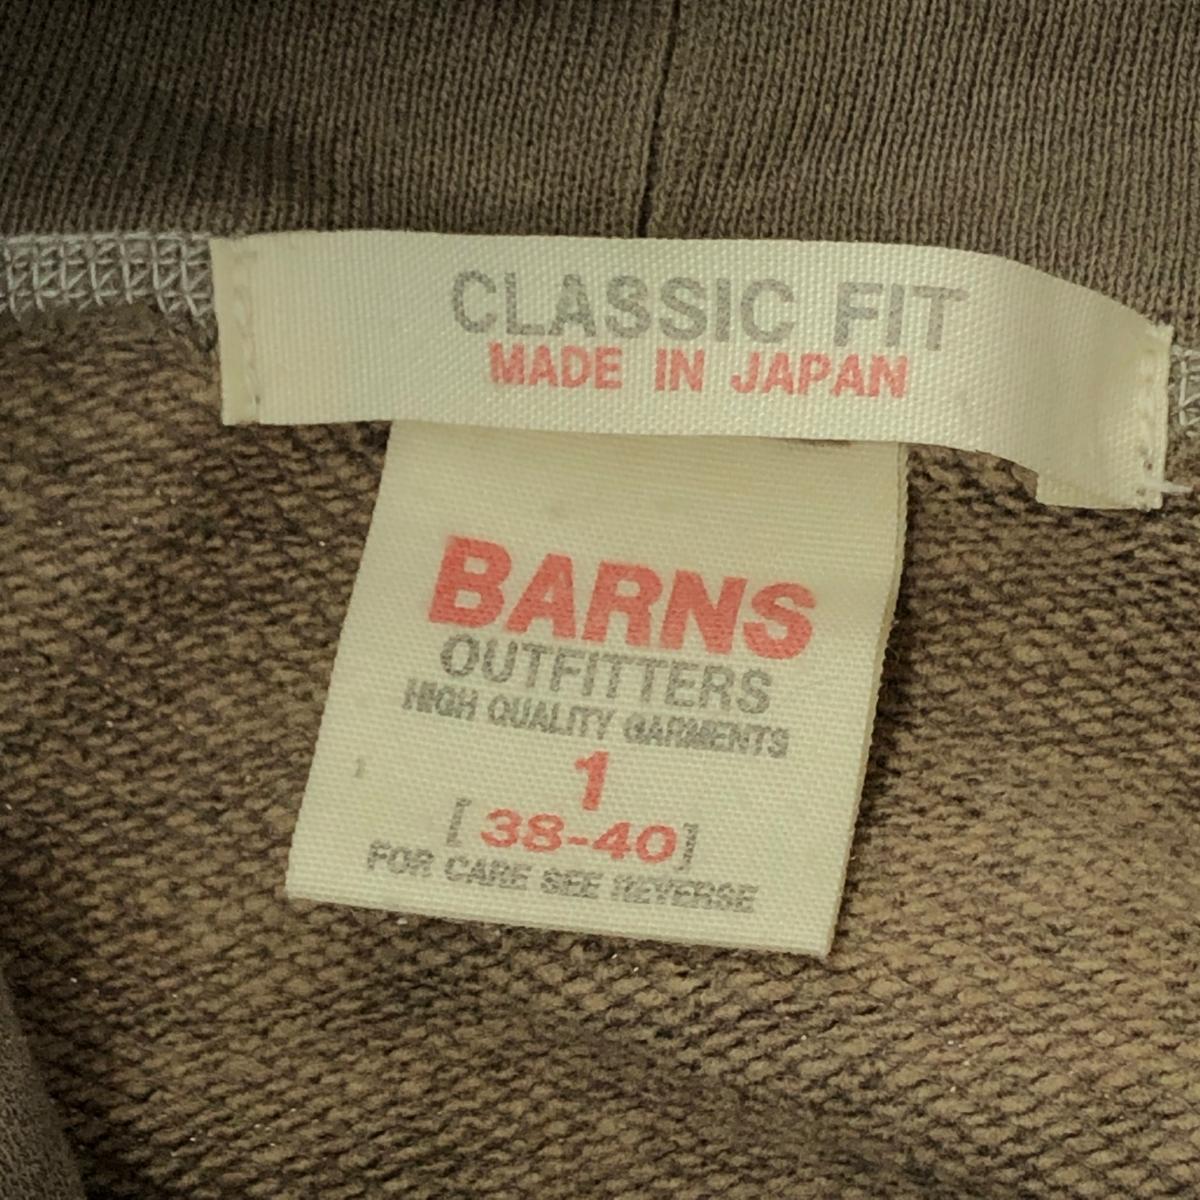 CLASSIC FIT
MADE IN JAPAN
BARNS
OUTFITTERS
HIGH QUALITY GARMENTS
1
[ 38-40]
FOR CARE SEE REVERSE